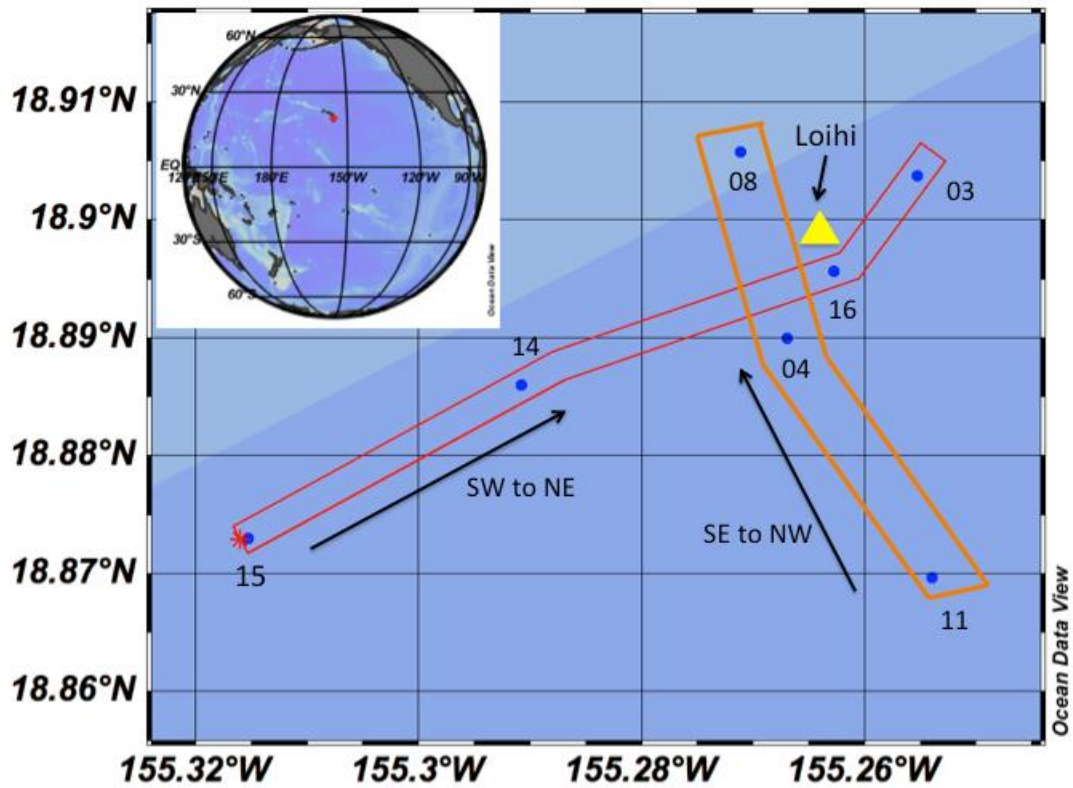 18.91°N
18.9°N
18.89°N
18.88°N
18.87°N
18.86°N
155.32°W
155.3°W
155.28°W
155.26°W
60°N
30°N
EQ
180°E
150°W
120°W
90°W
30°S
60°S
Ocean Data View
Loihi
08
03
16
14
04
SW to NE
SE to NW
15
11
Ocean Data View